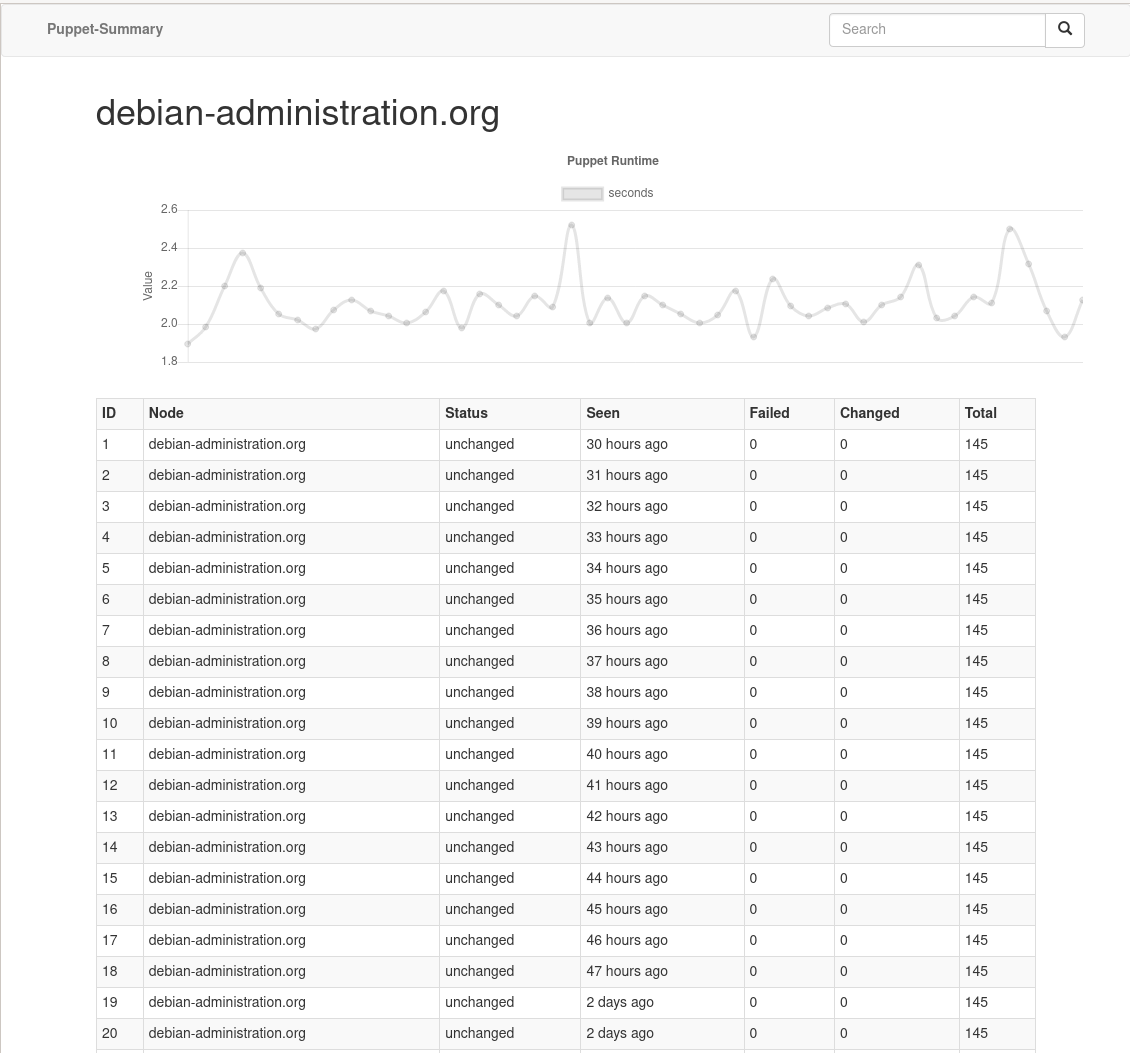 Puppet-Summary
Search
debian-administration.org
Puppet Runtime
seconds
2.6
2.4
2.2
2.0
1.8
Value
ID Node Status Seen Failed Changed Total
1 debian-administration.org unchanged 30 hours ago 0 0 145
2 debian-administration.org unchanged 31 hours ago 0 0 145
3 debian-administration.org unchanged 32 hours ago 0 0 145
4 debian-administration.org unchanged 33 hours ago 0 0 145
5 debian-administration.org unchanged 34 hours ago 0 0 145
6 debian-administration.org unchanged 35 hours ago 0 0 145
7 debian-administration.org unchanged 36 hours ago 0 0 145
8 debian-administration.org unchanged 37 hours ago 0 0 145
9 debian-administration.org unchanged 38 hours ago 0 0 145
10 debian-administration.org unchanged 39 hours ago 0 0 145
11 debian-administration.org unchanged 40 hours ago 0 0 145
12 debian-administration.org unchanged 41 hours ago 0 0 145
13 debian-administration.org unchanged 42 hours ago 0 0 145
14 debian-administration.org unchanged 43 hours ago 0 0 145
15 debian-administration.org unchanged 44 hours ago 0 0 145
16 debian-administration.org unchanged 45 hours ago 0 0 145
17 debian-administration.org unchanged 46 hours ago 0 0 145
18 debian-administration.org unchanged 47 hours ago 0 0 145
19 debian-administration.org unchanged 2 days ago 0 0 145
20 debian-administration.org unchanged 2 days ago 0 0 145